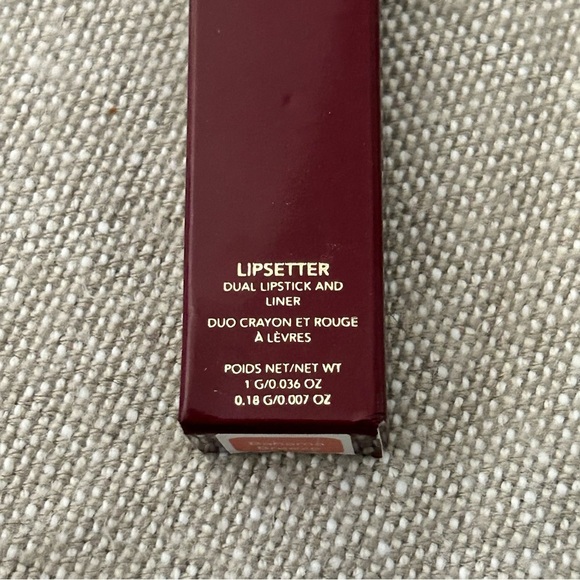 LIPSETTER
DUAL LIPSTICK AND
LINER
DUO CRAYON ET ROUGE
À LÈVRES
POIDS NET/NET WT
1 G/0.036 OZ
0.18 G/0.007 OZ
Bahama